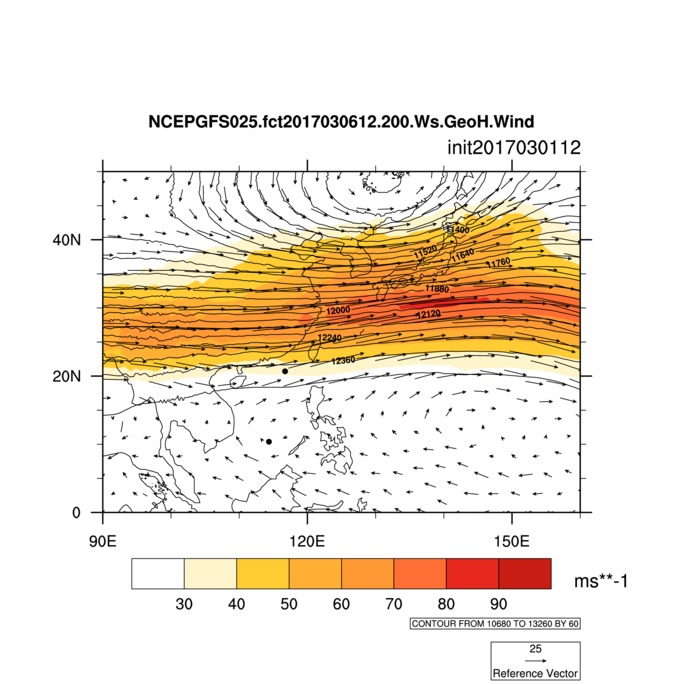 NCEPGFS025.fct2017030612.200.Ws.GeoH.Wind
init2017030112
11400
11520
11640
11760
11880
12000
12120
12240
12360
40N
20N
0
90E 120E 150E
30 40 50 60 70 80 90
ms**-1
CONTOUR FROM 10680 TO 13260 BY 60
25
Reference Vector